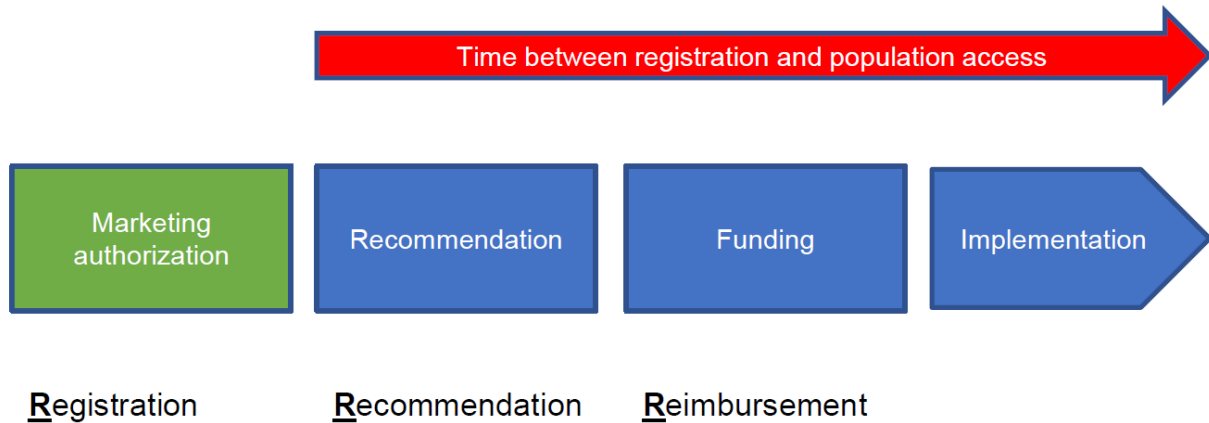 Time between registration and population access
Marketing
authorization
Recommendation
Funding
Implementation
Registration
Recommendation
Reimbursement